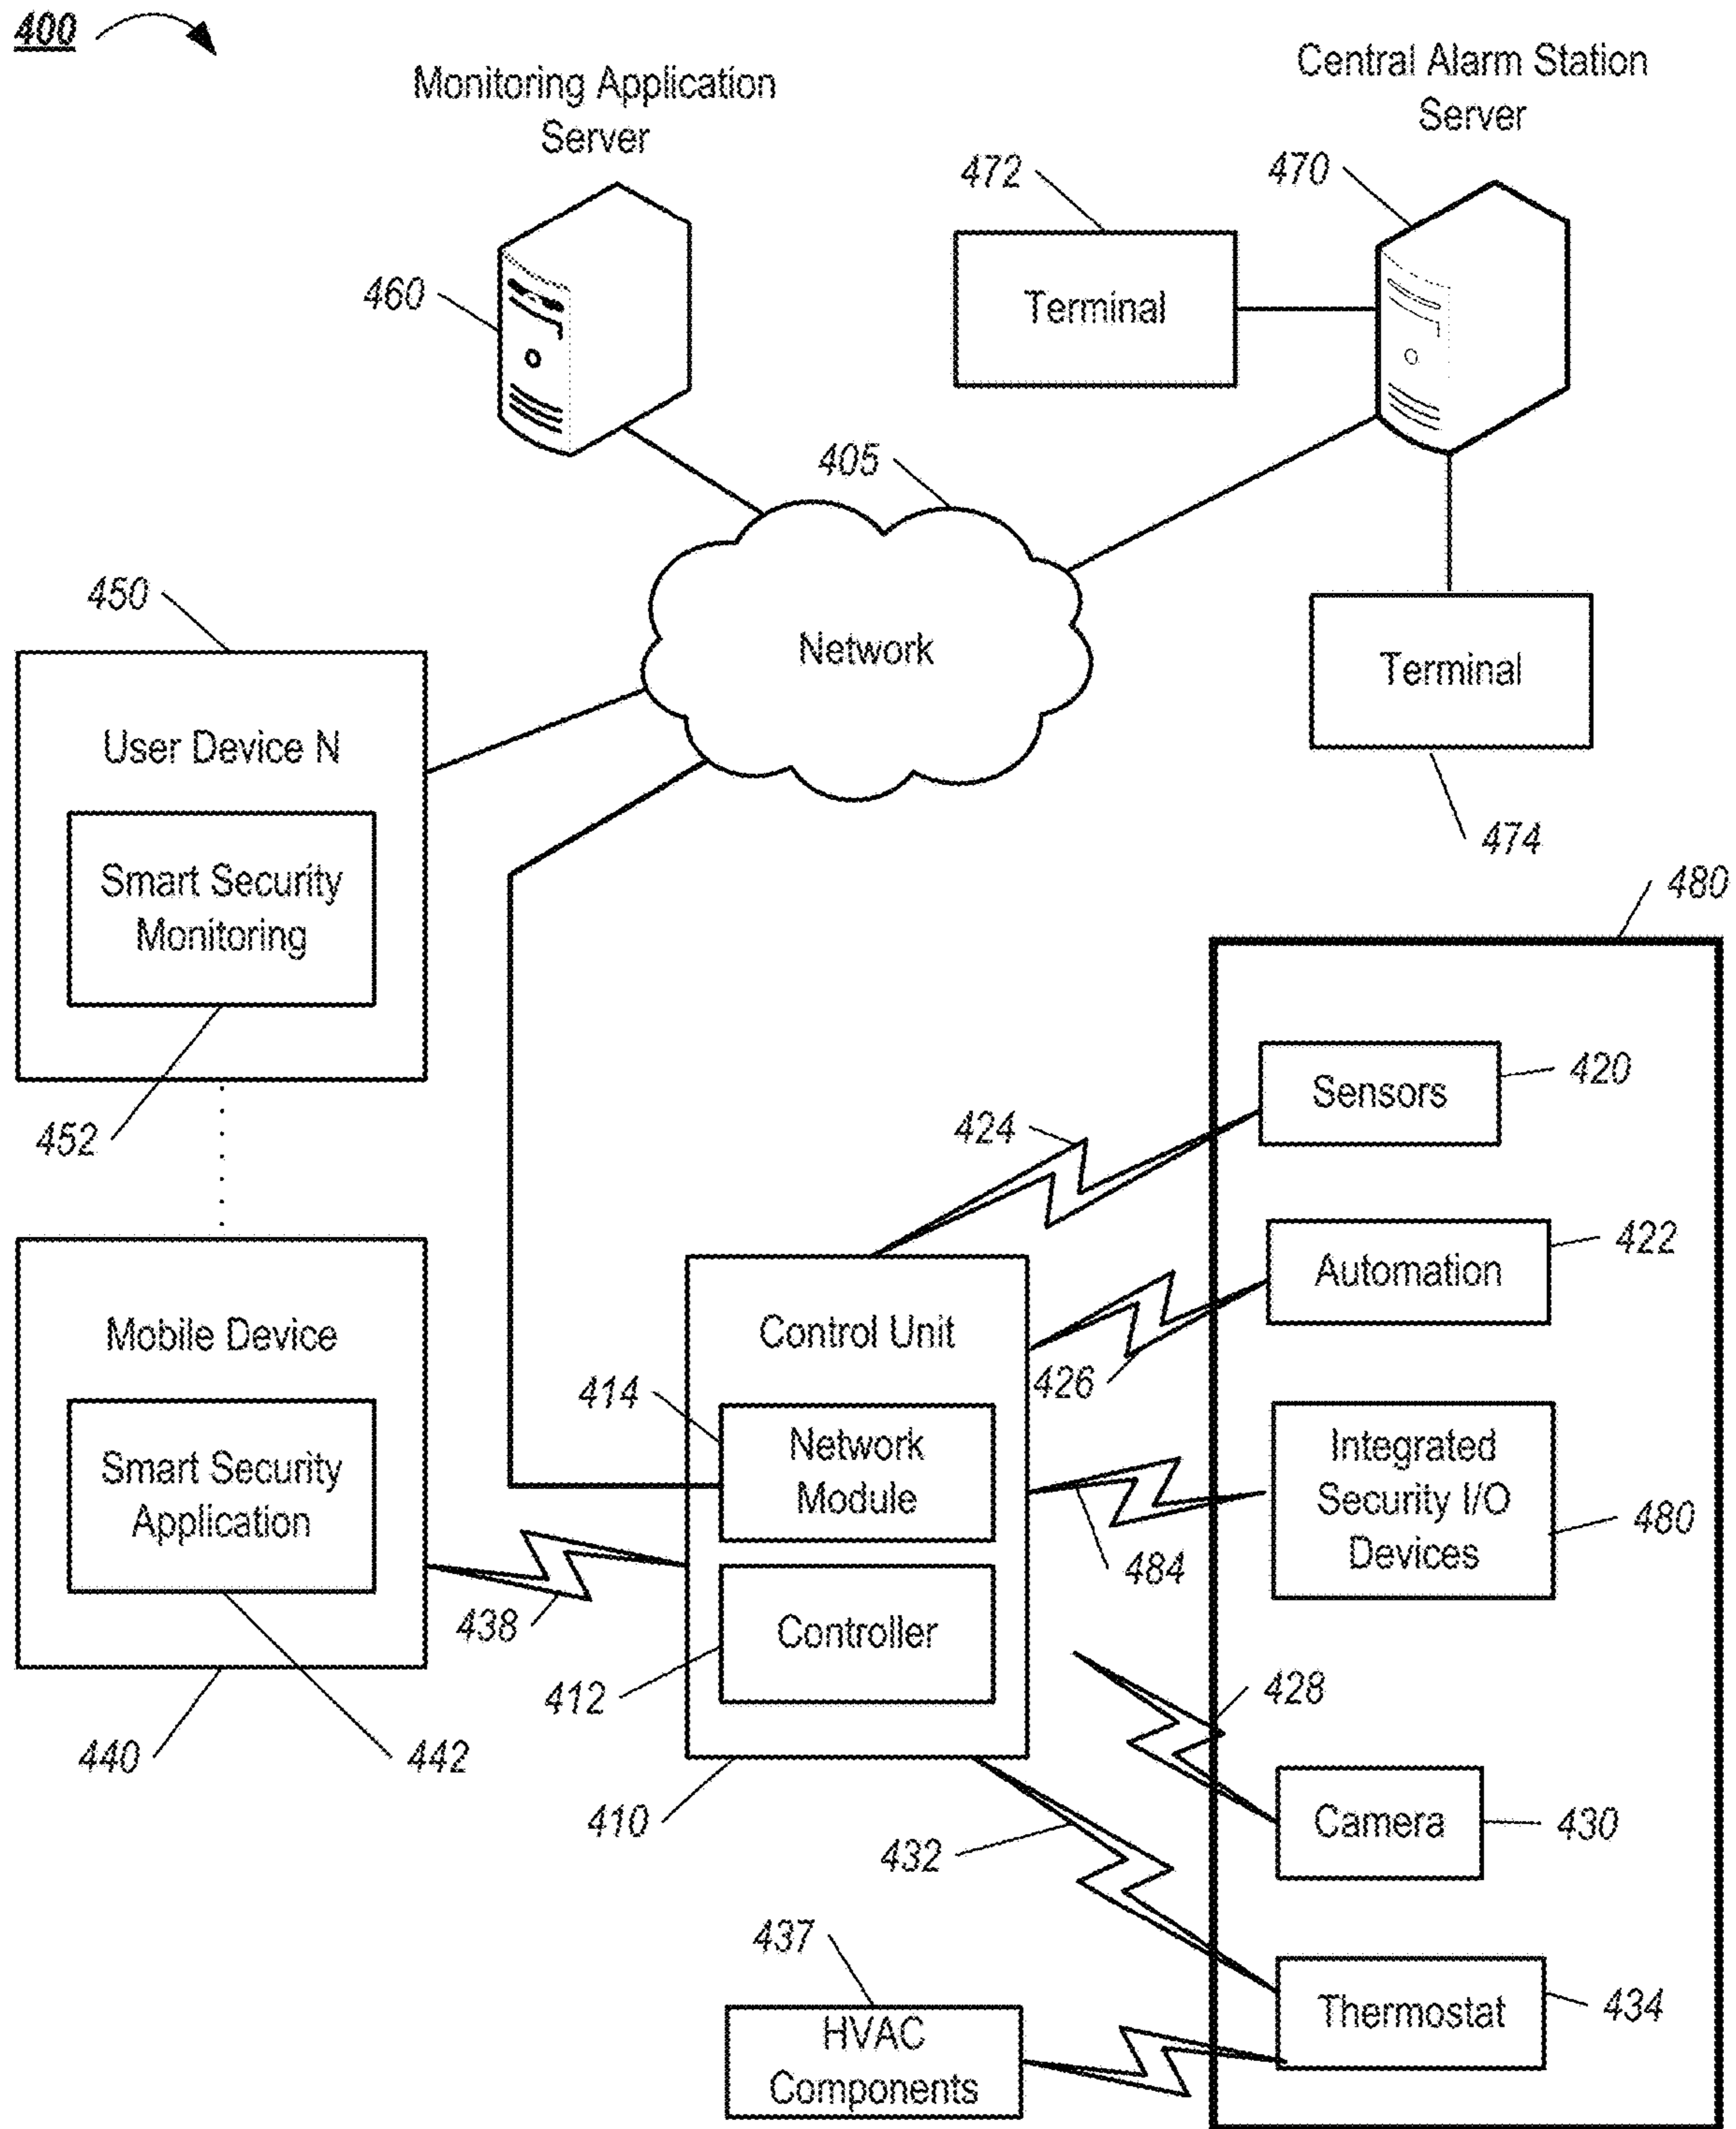 400
Monitoring Application
Server
Central Alarm Station
Server
472
470
460
Terminal
405
450
Network
Terminal
User Device N
474
Smart Security
Monitoring
480
452
Sensors
420
424
Automation
422
Mobile Device
Control Unit
426
414
Network
Module
Integrated
Security I/O
Devices
480
Smart Security
Application
484
438
Controller
412
428
440
442
410
432
Camera
430
437
HVAC
Components
Thermostat
434